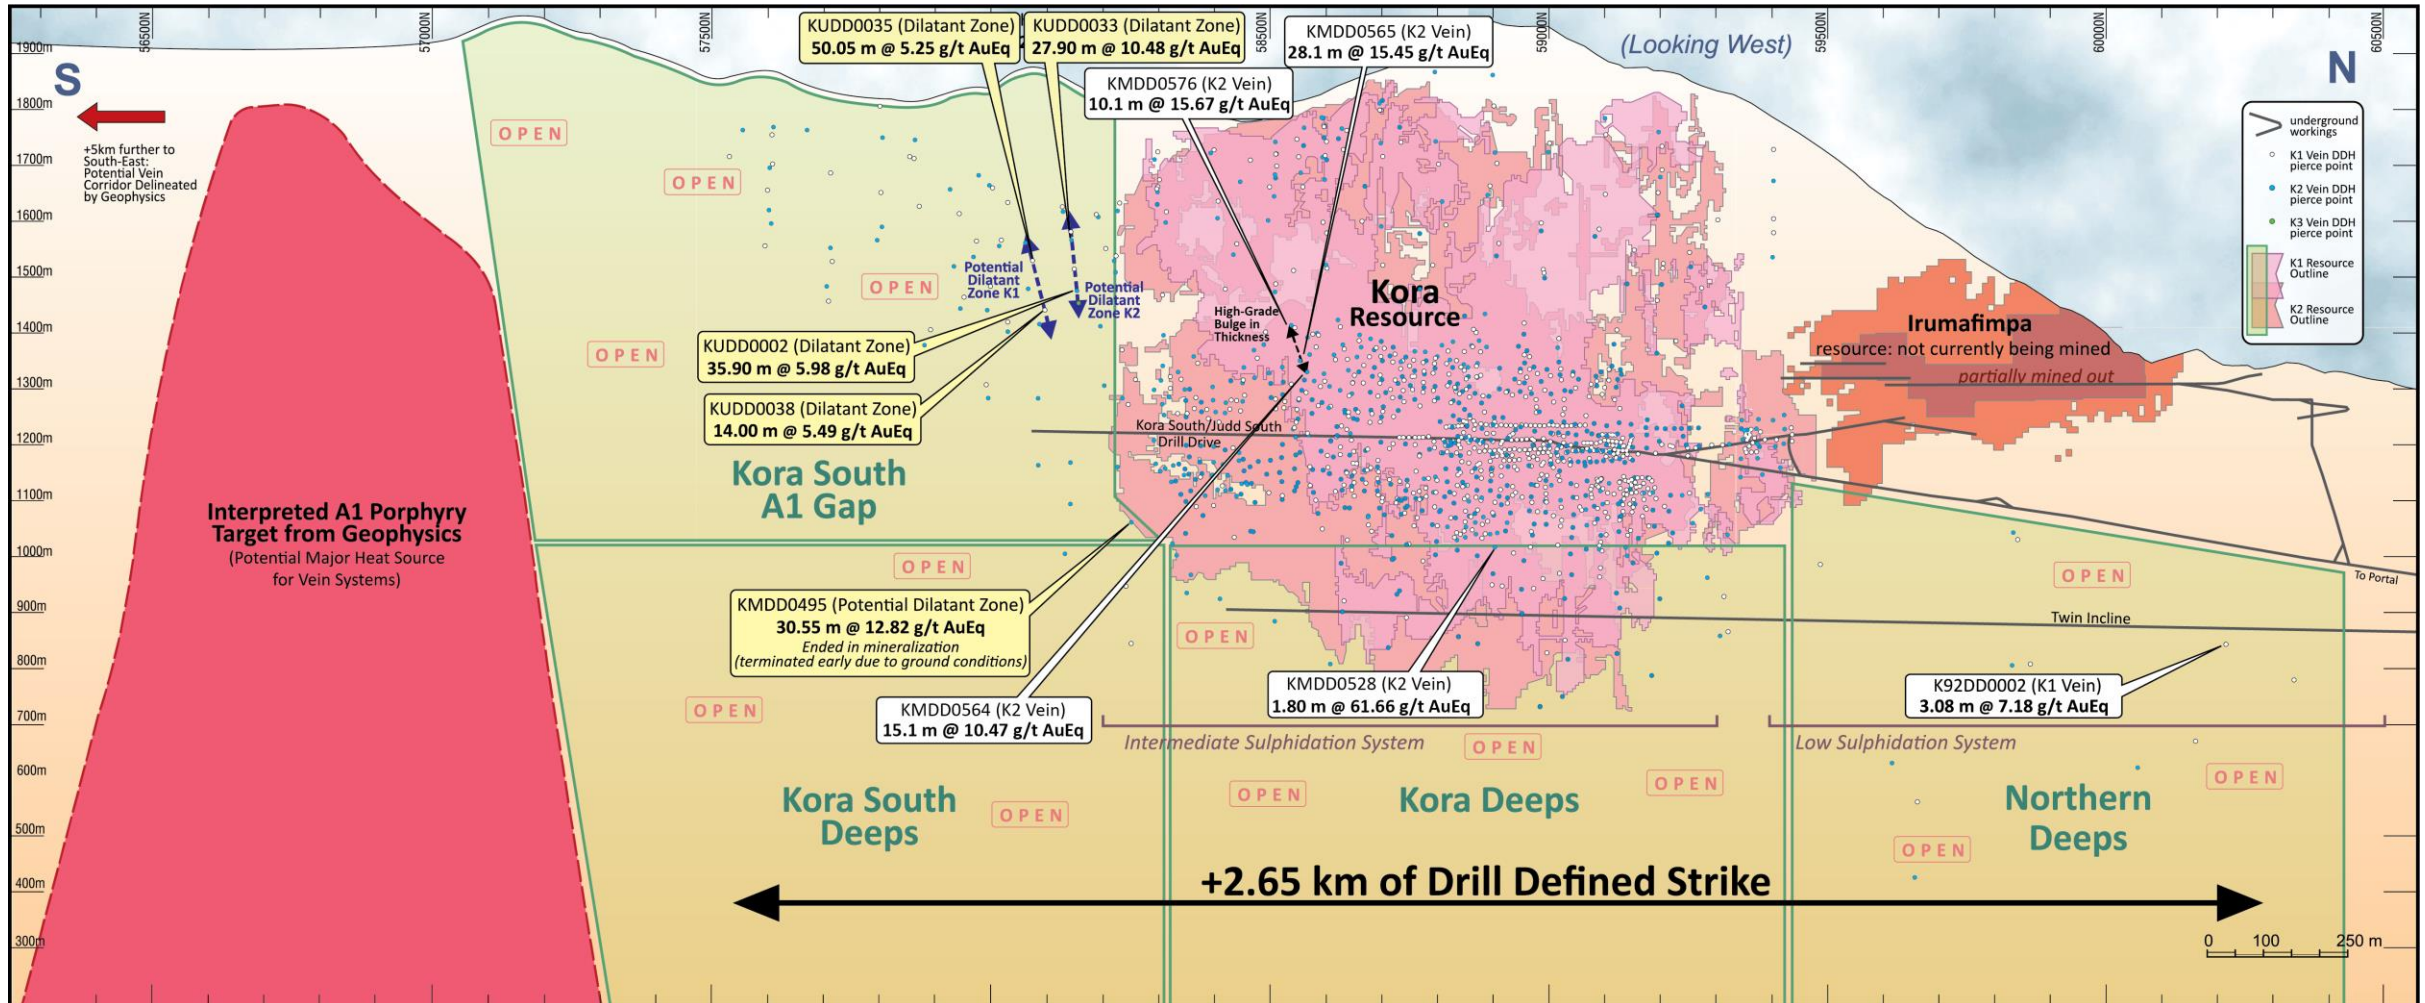 56500N
57000N
57500N
58500N
59000N
59500N
60000N
60500N
1900m
1800m
1700m
1600m
1500m
1400m
1300m
1200m
1100m
1000m
900m
800m
700m
600m
500m
400m
300m
S
N
(Looking West)
+5km further to
South-East:
Potential Vein
Corridor Delineated
by Geophysics
KUDD0035 (Dilatant Zone)
50.05 m @ 5.25 g/t AuEq
KUDD0033 (Dilatant Zone)
27.90 m @ 10.48 g/t AuEq
KMDD0565 (K2 Vein)
28.1 m @ 15.45 g/t AuEq
KMDD0576 (K2 Vein)
10.1 m @ 15.67 g/t AuEq
underground
workings
K1 Vein DDH
pierce point
K2 Vein DDH
pierce point
K3 Vein DDH
pierce point
K1 Resource
Outline
K2 Resource
Outline
OPEN
OPEN
OPEN
OPEN
Potential
Dilatant
Zone K1
Potential
Dilatant
Zone K2
High-Grade
Bulge in
Thickness
Kora
Resource
Irumafimpa
resource: not currently being mined
partially mined out
KUDD0002 (Dilatant Zone)
35.90 m @ 5.98 g/t AuEq
KUDD0038 (Dilatant Zone)
14.00 m @ 5.49 g/t AuEq
Kora South/Judd South
Drill Drive
Kora South
A1 Gap
Interpreted A1 Porphyry
Target from Geophysics
(Potential Major Heat Source
for Vein Systems)
OPEN
OPEN
To Portal
KMDD0495 (Potential Dilatant Zone)
30.55 m @ 12.82 g/t AuEq
Ended in mineralization
(terminated early due to ground conditions)
OPEN
Twin Incline
KMDD0564 (K2 Vein)
15.1 m @ 10.47 g/t AuEq
KMDD0528 (K2 Vein)
1.80 m @ 61.66 g/t AuEq
K92DD0002 (K1 Vein)
3.08 m @ 7.18 g/t AuEq
OPEN
Intermediate Sulphidation System
OPEN
Low Sulphidation System
OPEN
OPEN
OPEN
Kora South
Deeps
OPEN
Kora Deeps
Northern
Deeps
OPEN
+2.65 km of Drill Defined Strike
0 100 250 m